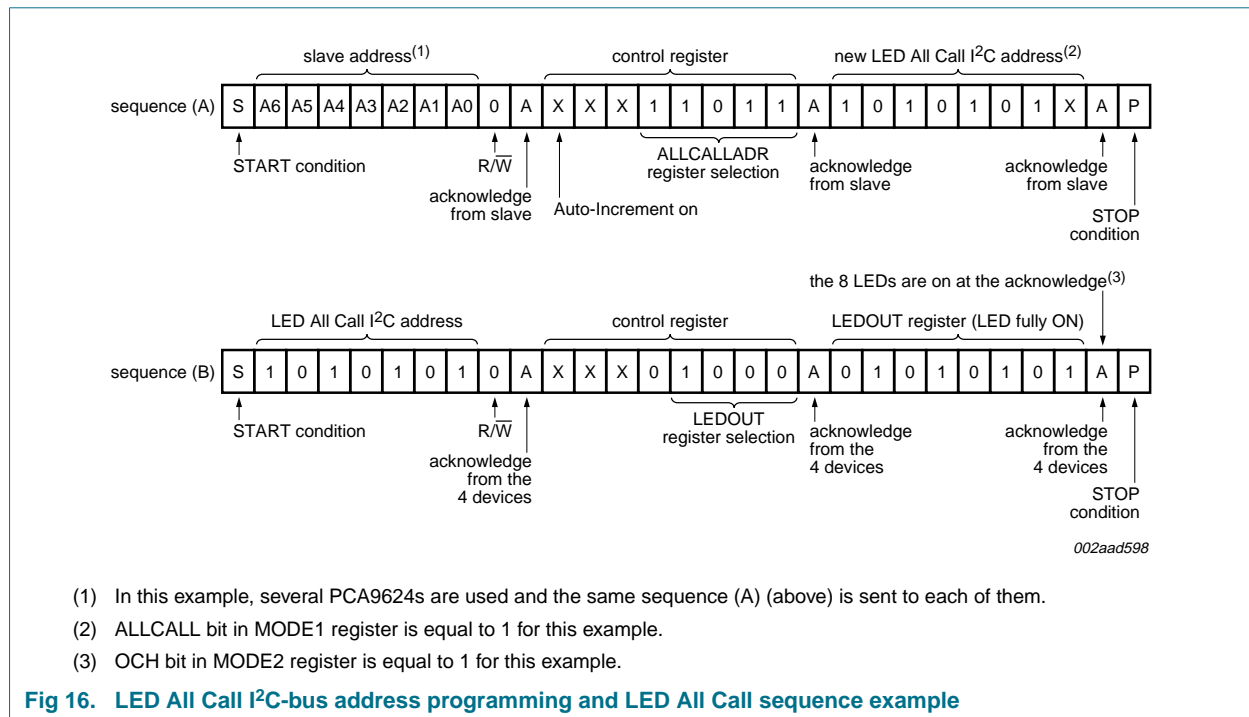 slave address(1) control register new LED All Call I2C address(2)
sequence (A) S A6 A5 A4 A3 A2 A1 A0 0 A X X X 1 1 0 1 1 A 1 0 1 0 1 0 1 X A P
START condition R/W ALLCALLADR
register selection acknowledge
from slave acknowledge
from slave
acknowledge
from slave Auto-Increment on STOP
condition
the 8 LEDs are on at the acknowledge(3)
LED All Call I2C address control register LEDOUT register (LED fully ON)
sequence (B) S 1 0 1 0 1 0 1 0 A X X X 0 1 0 0 0 A 0 1 0 1 0 1 0 1 A P
START condition R/W LEDOUT
register selection acknowledge
from the
4 devices acknowledge
from the
4 devices
acknowledge
from the
4 devices STOP
condition
002aad598
(1) In this example, several PCA9624s are used and the same sequence (A) (above) is sent to each of them.
(2) ALLCALL bit in MODE1 register is equal to 1 for this example.
(3) OCH bit in MODE2 register is equal to 1 for this example.
Fig 16. LED All Call I2C-bus address programming and LED All Call sequence example